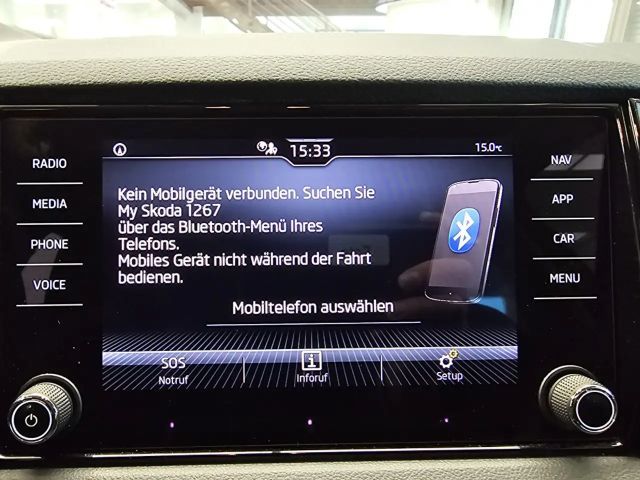 15:33
15.0°C
RADIO
MEDIA
PHONE
VOICE
NAV
APP
CAR
MENU
Kein Mobilgerät verbunden. Suchen Sie
My Skoda 1267
über das Bluetooth-Menü Ihres
Telefons.
Mobiles Gerät nicht während der Fahrt
bedienen.
Mobiltelefon auswählen
SOS
Notruf
i
Inforuf
Setup